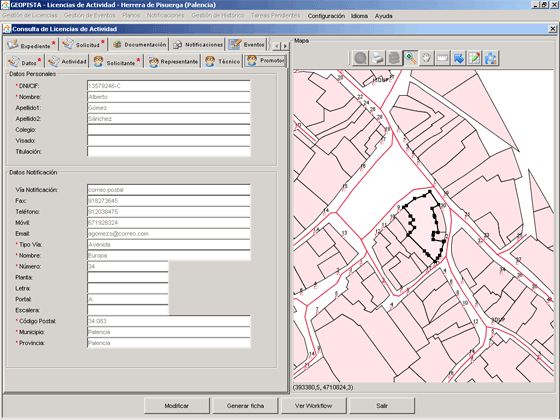 GEOPISTA - Licencias de Actividad - Herrera de Pisuerga (Palencia)
Gestión de Licencias Gestión de Eventos Planos Notificaciones Gestión de Histórico Tareas Pendientes Configuración Idioma Ayuda
Consulta de Licencias de Actividad
* Expediente * Solicitud Documentación Notificaciones Eventos
* Datos * Actividad * Solicitante * Representante Técnico Promotor
Datos Personales
* DNI/CIF: 13579246-C
* Nombre: Alberto
Apellido1: Gómez
Apellido2: Sánchez
Colegio:
Visado:
Titulación:
Datos Notificación
Vía Notificación: correo postal
Fax: 918273645
Teléfono: 912038475
Móvil: 671928324
Email: agomezs@correo.com
* Tipo Vía: Avenida
* Nombre: Europa
* Número: 34
Planta:
Letra:
Portal: A
Escalera:
* Código Postal: 34.083
* Municipio: Palencia
* Provincia: Palencia
Mapa
(393380,5, 4710824,3)
Modificar Generar ficha Ver Workflow Salir